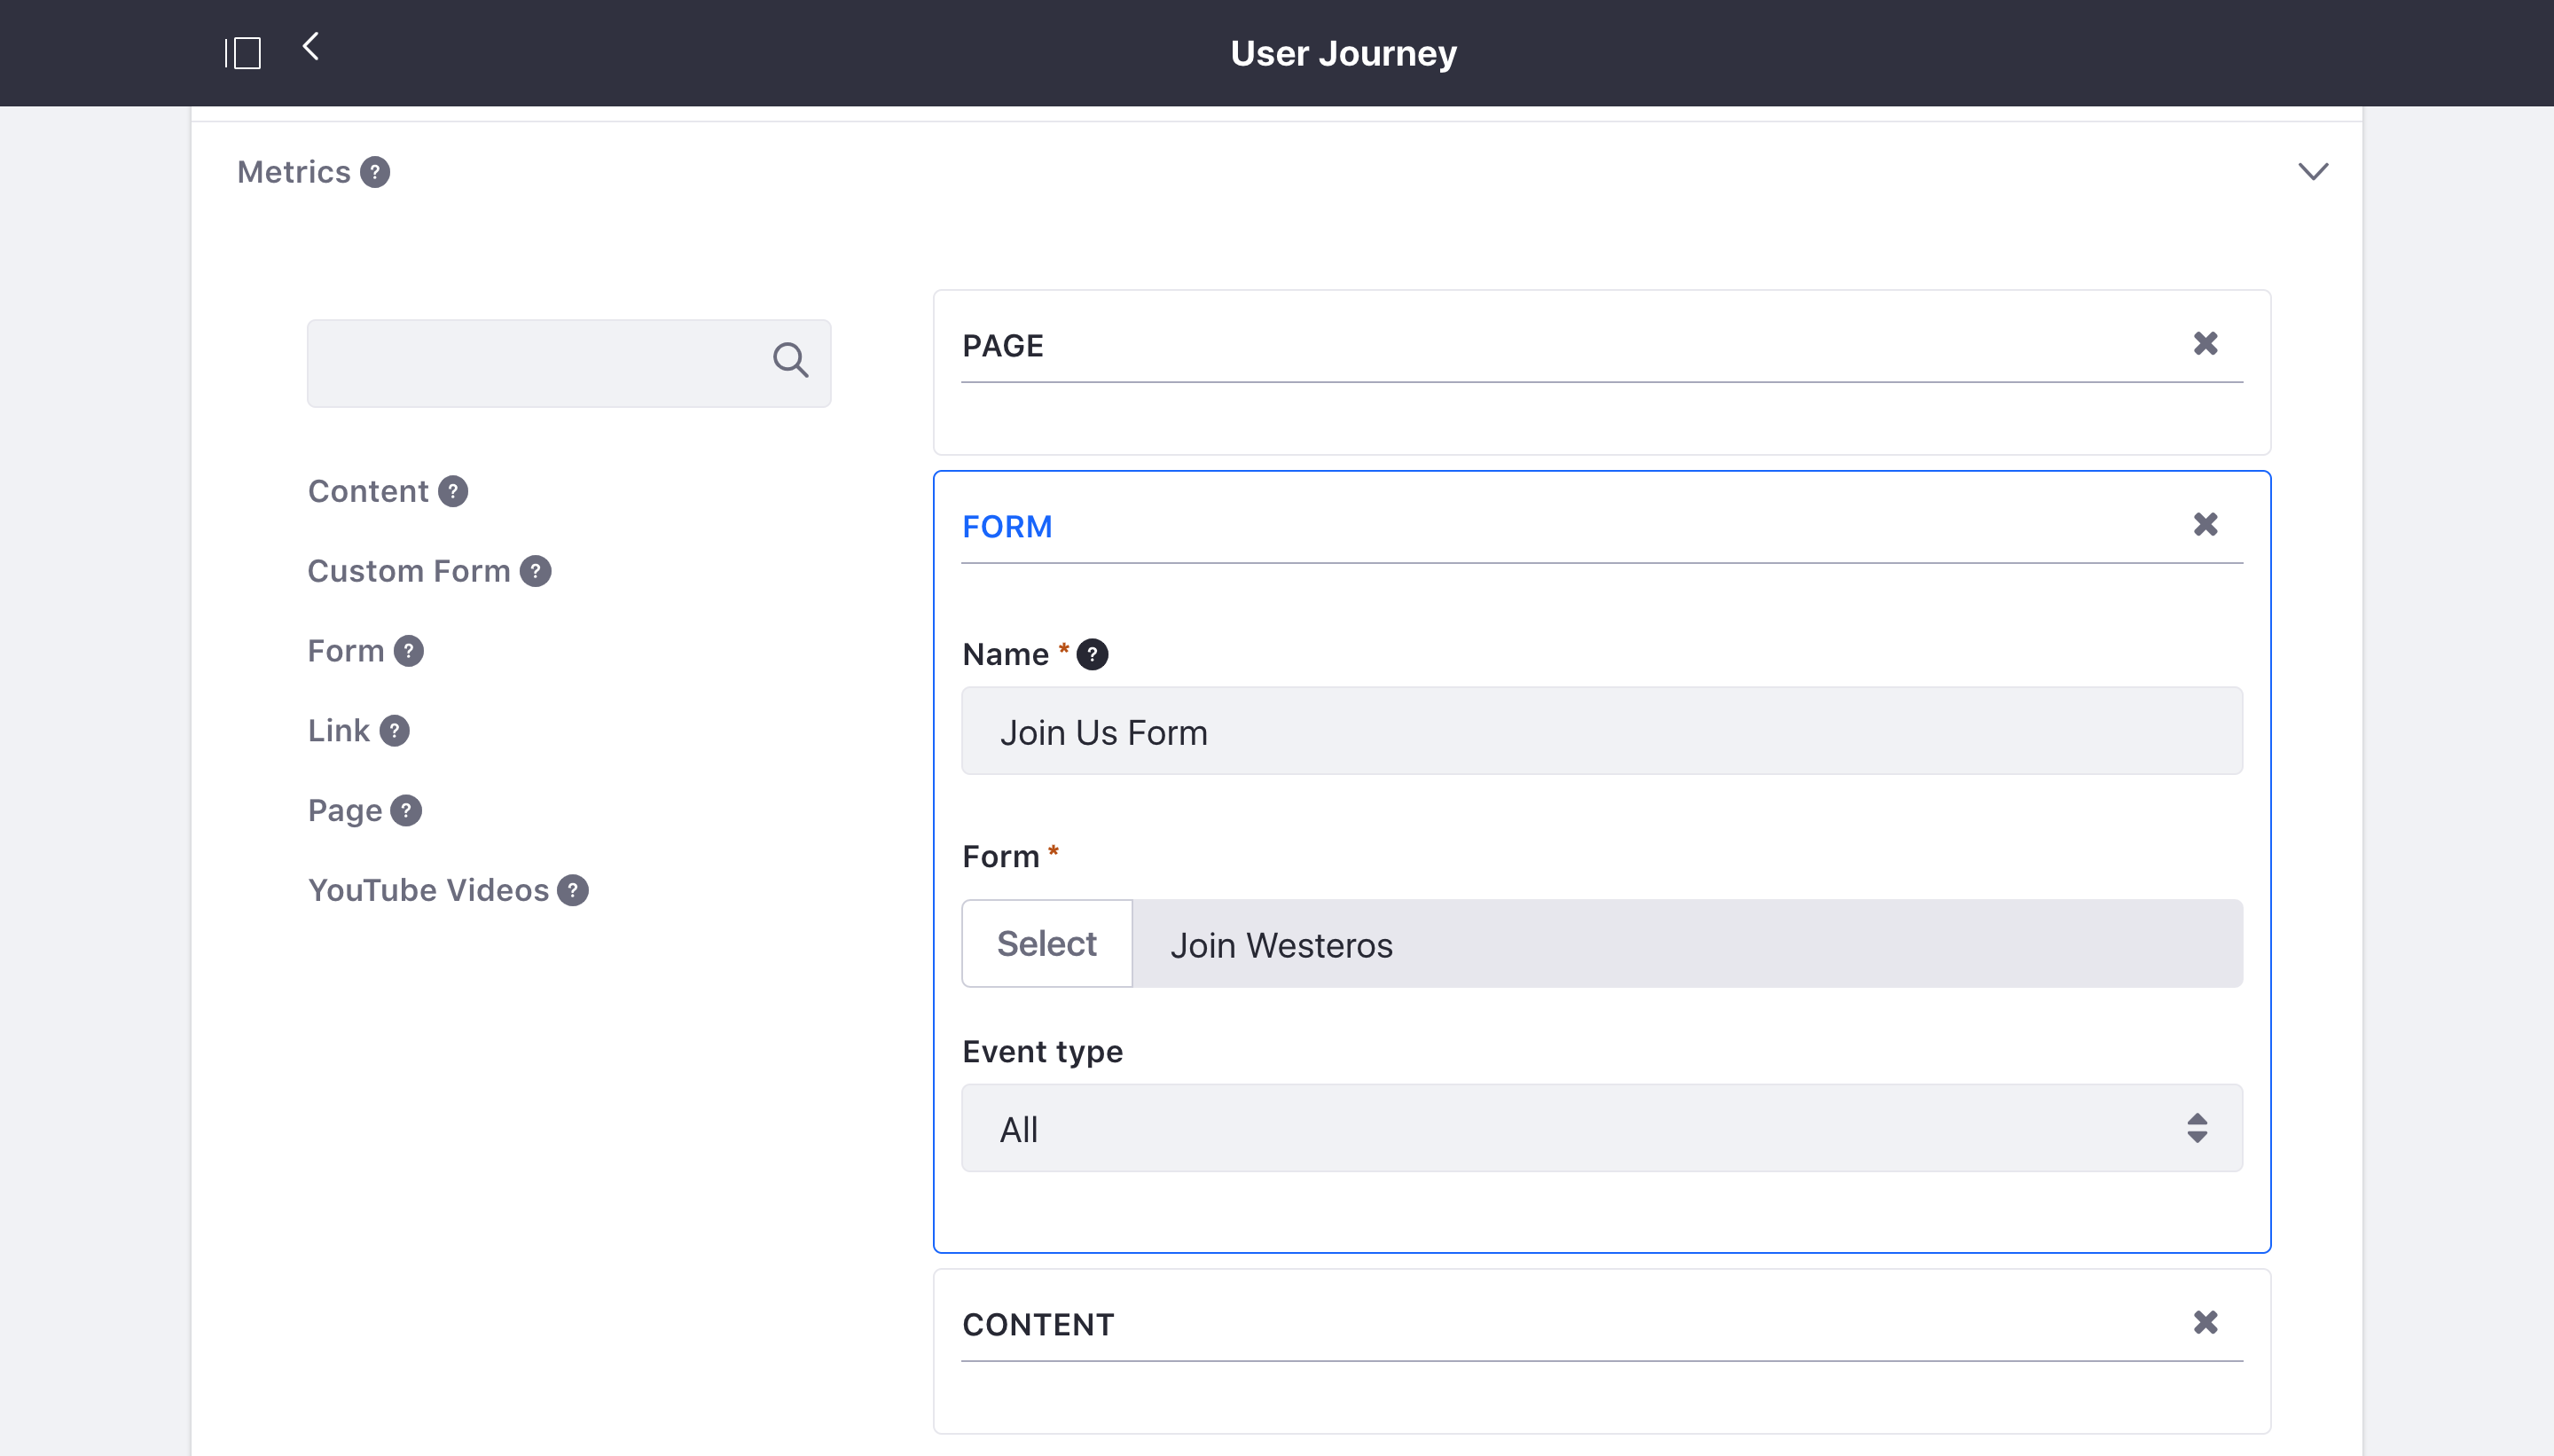 User Journey
Metrics ?
Content ?
Custom Form ?
Form ?
Link ?
Page ?
YouTube Videos ?
PAGE
FORM
Name * ?
Join Us Form
Form *
Select Join Westeros
Event type
All
CONTENT